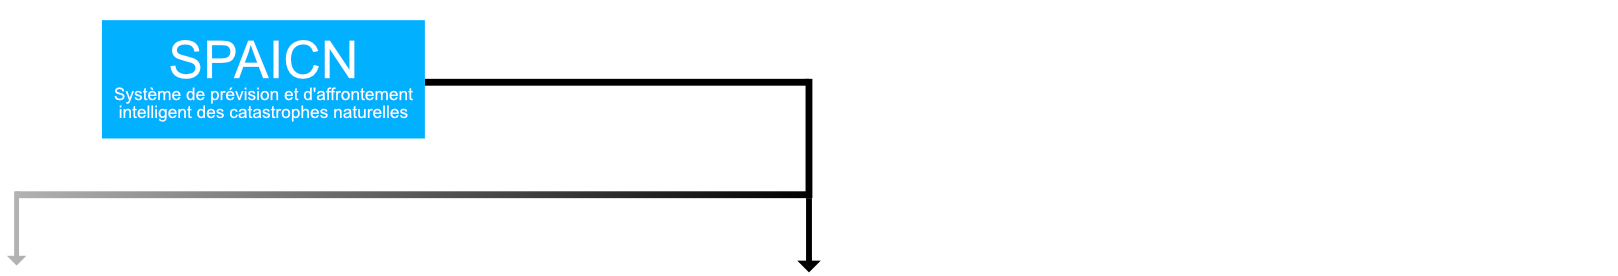 SPAICN
Système de prévision et d'affrontement
intelligent des catastrophes naturelles